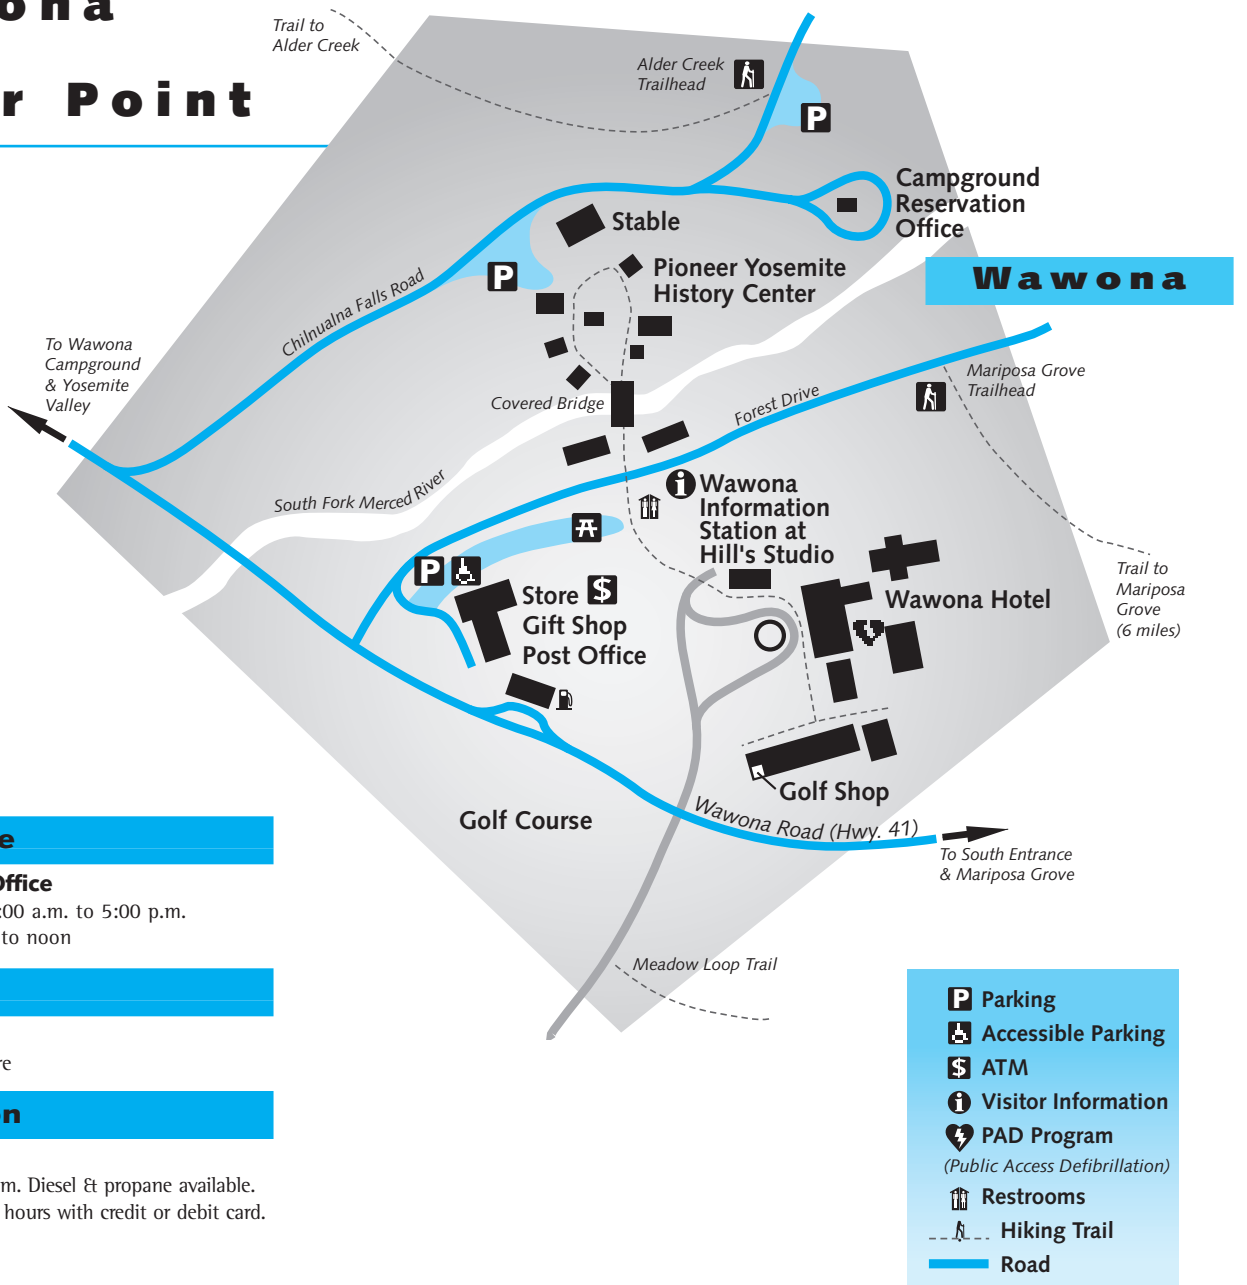 ona
r Point
Trail to
Alder Creek
Alder Creek
Trailhead
P
Campground
Reservation
Office
Stable
Pioneer Yosemite
History Center
P
Wawona
Chilnualna Falls Road
To Wawona
Campground
& Yosemite
Valley
Mariposa Grove
Trailhead
Covered Bridge
Forest Drive
South Fork Merced River
i
Wawona
Information
Station at
Hill's Studio
P
Trail to
Mariposa
Grove
(6 miles)
Store $
Gift Shop
Post Office
Wawona Hotel
Golf Shop
Golf Course
Wawona Road (Hwy. 41)
To South Entrance
& Mariposa Grove
Meadow Loop Trail
e
Office
:00 a.m. to 5:00 p.m.
to noon
re
on
m. Diesel & propane available.
hours with credit or debit card.
P Parking
Accessible Parking
$ ATM
i Visitor Information
PAD Program
(Public Access Defibrillation)
Restrooms
Hiking Trail
Road